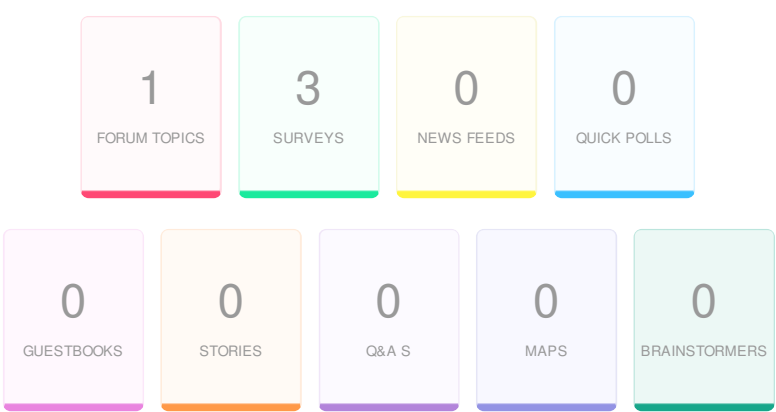 1 3 0 0
FORUM TOPICS SURVEYS NEWS FEEDS QUICK POLLS
0 0 0 0 0
GUESTBOOKS STORIES Q&A S MAPS BRAINSTORMERS